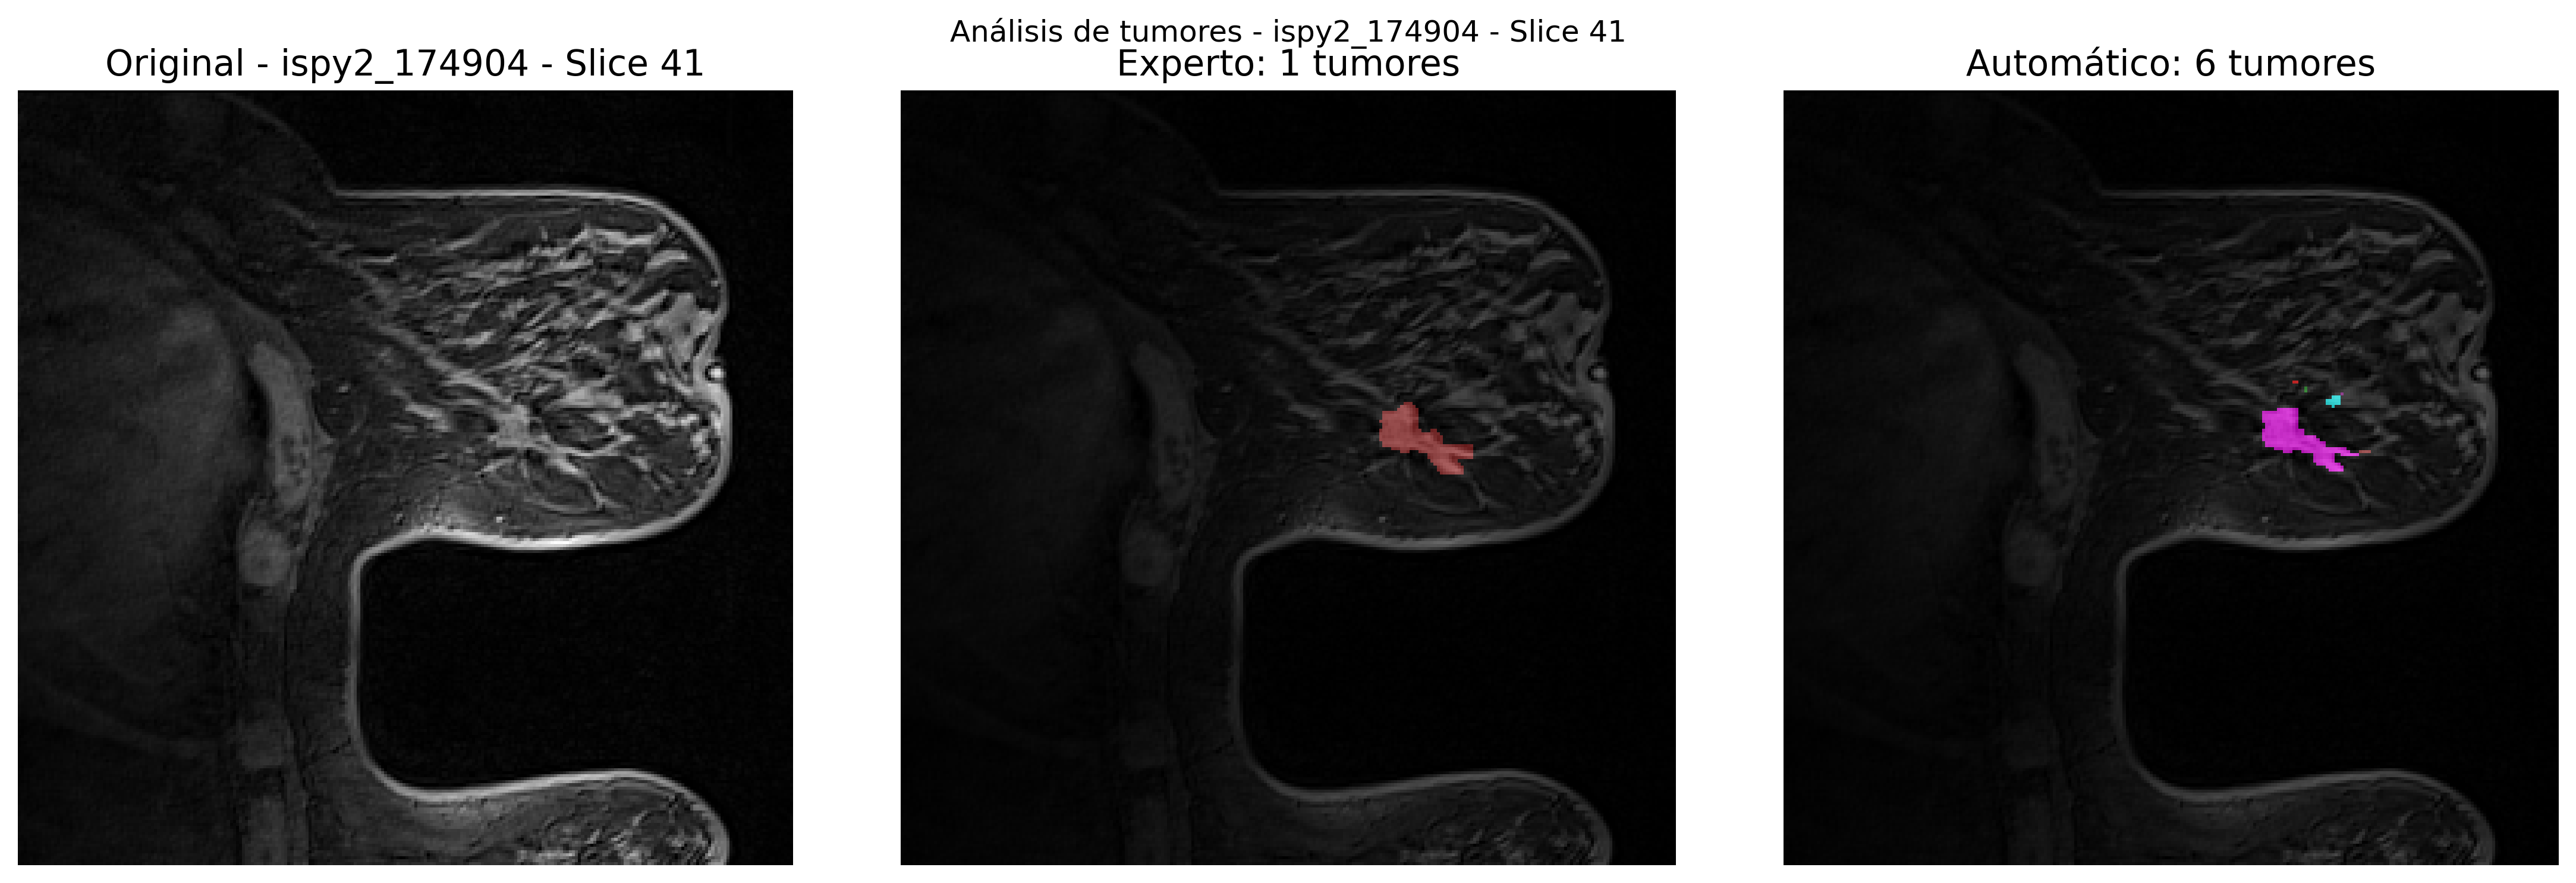 Análisis de tumores - ispy2_174904 - Slice 41
Original - ispy2_174904 - Slice 41
Experto: 1 tumores
Automático: 6 tumores